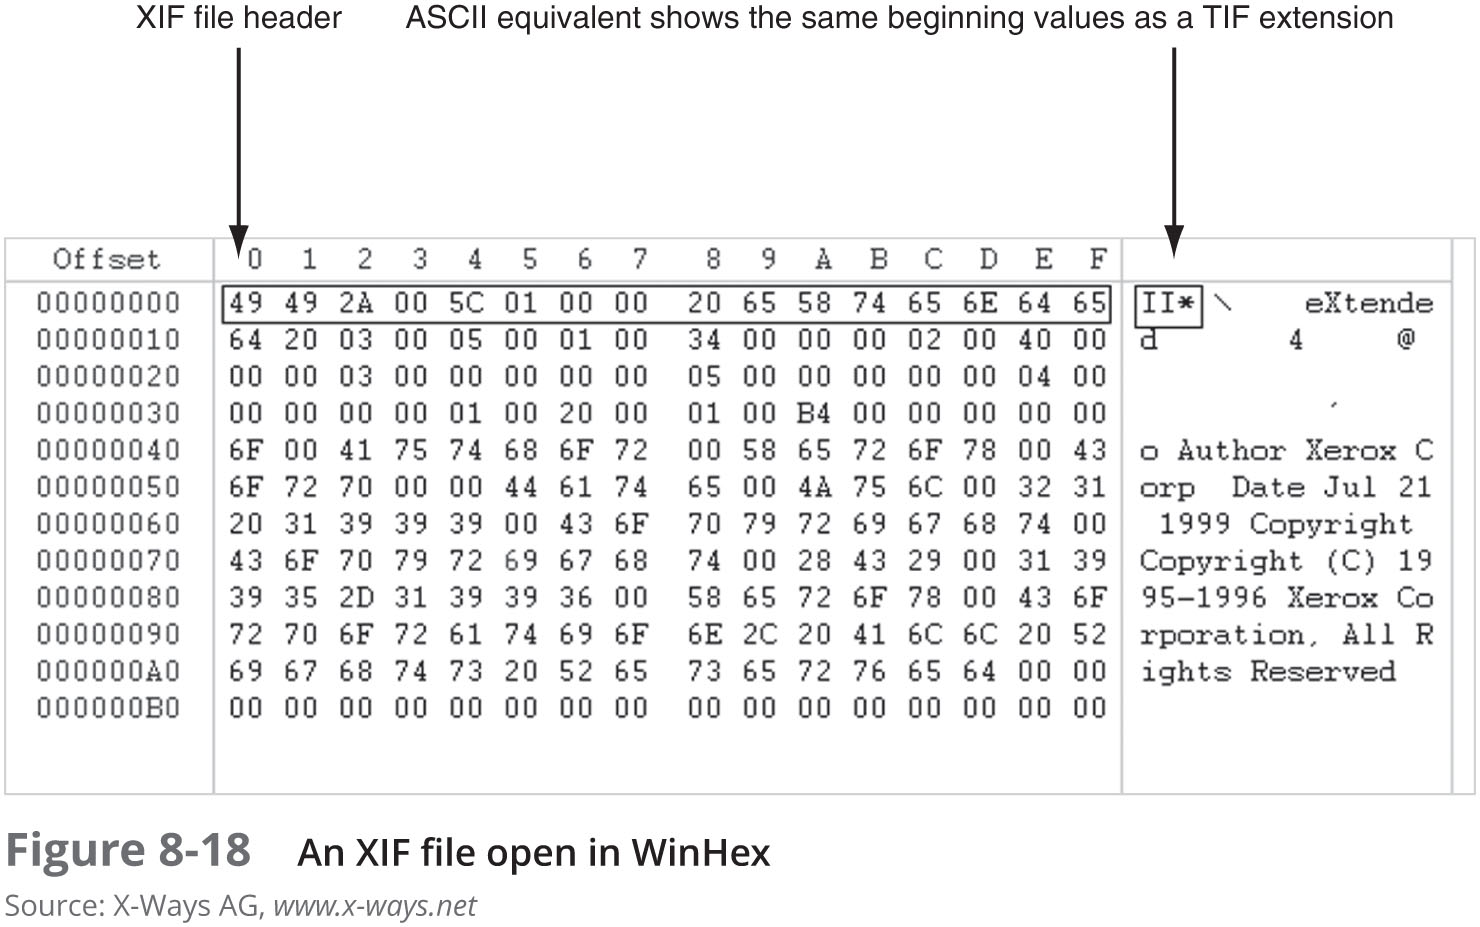 XIF file header ASCII equivalent shows the same beginning values as a TIF extension
Offset 0 1 2 3 4 5 6 7 8 9 A B C D E F
00000000 49 49 2A 00 5C 01 00 00 20 65 58 74 65 6E 64 65 II* \ eXtende
00000010 64 20 03 00 05 00 01 00 34 00 00 00 02 00 40 00 d 4 @
00000020 00 00 03 00 00 00 00 00 05 00 00 00 00 00 04 00
00000030 00 00 00 00 01 00 20 00 01 00 B4 00 00 00 00 00 ´
00000040 6F 00 41 75 74 68 6F 72 00 58 65 72 6F 78 00 43 o Author Xerox C
00000050 6F 72 70 00 00 44 61 74 65 00 4A 75 6C 00 32 31 orp Date Jul 21
00000060 20 31 39 39 39 00 43 6F 70 79 72 69 67 68 74 00 1999 Copyright
00000070 43 6F 70 79 72 69 67 68 74 00 28 43 29 00 31 39 Copyright (C) 19
00000080 39 35 2D 31 39 39 36 00 58 65 72 6F 78 00 43 6F 95-1996 Xerox Co
00000090 72 70 6F 72 61 74 69 6F 6E 2C 20 41 6C 6C 20 52 rporation, All R
000000A0 69 67 68 74 73 20 52 65 73 65 72 76 65 64 00 00 ights Reserved
000000B0 00 00 00 00 00 00 00 00 00 00 00 00 00 00 00 00
Figure 8-18 An XIF file open in WinHex
Source: X-Ways AG, www.x-ways.net